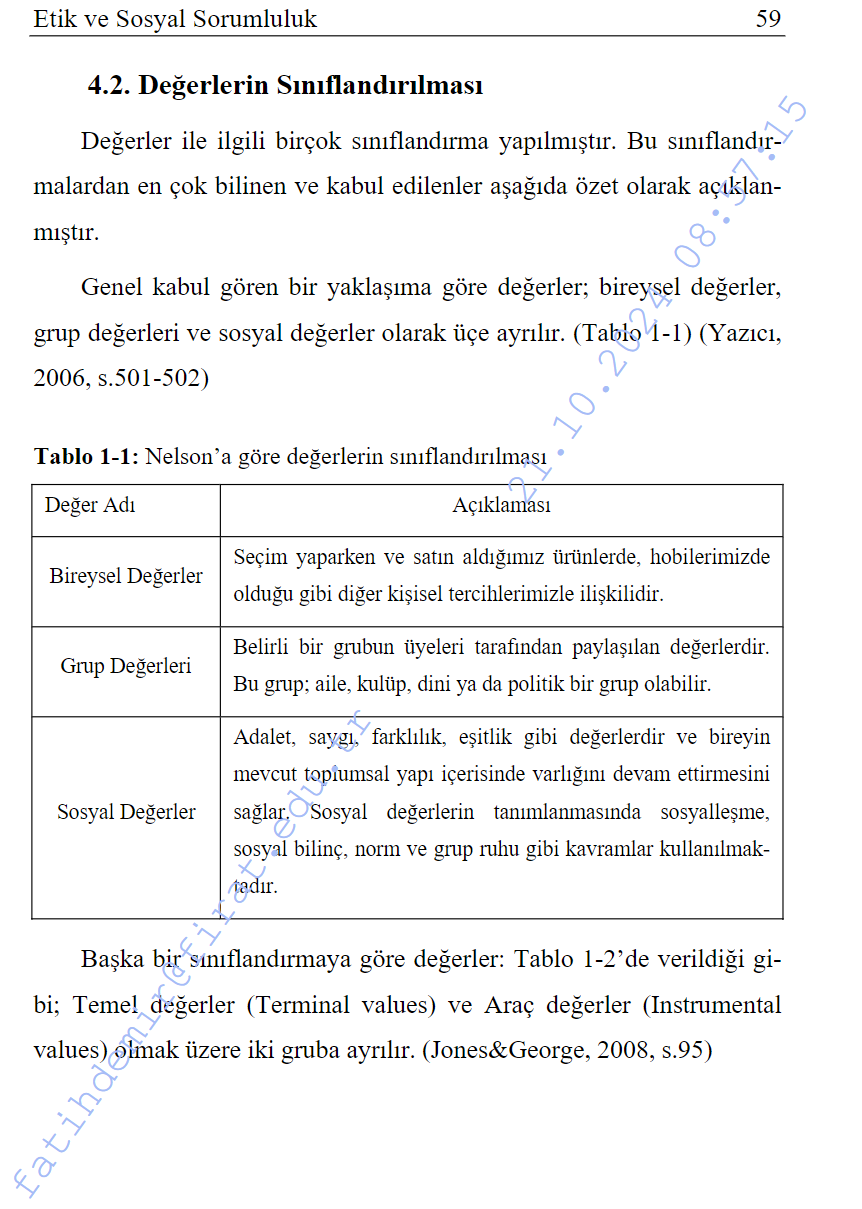 Etik ve Sosyal Sorumluluk 59
4.2. Değerlerin Sınıflandırılması
Değerler ile ilgili birçok sınıflandırma yapılmıştır. Bu sınıflandır-
malardan en çok bilinen ve kabul edilenler aşağıda özet olarak açıklan-
mıştır.
Genel kabul gören bir yaklaşıma göre değerler; bireysel değerler,
grup değerleri ve sosyal değerler olarak üçe ayrılır. (Tablo 1-1) (Yazıcı,
2006, s.501-502)
Tablo 1-1: Nelson’a göre değerlerin sınıflandırılması
Değer Adı
Açıklaması
Bireysel Değerler
Seçim yaparken ve satın aldığımız ürünlerde, hobilerimizde
olduğu gibi diğer kişisel tercihlerimizle ilişkilidir.
Grup Değerleri
Belirli bir grubun üyeleri tarafından paylaşılan değerlerdir.
Bu grup; aile, kulüp, dini ya da politik bir grup olabilir.
Sosyal Değerler
Adalet, saygı, farklılık, eşitlik gibi değerlerdir ve bireyin
mevcut toplumsal yapı içerisinde varlığını devam ettirmesini
sağlar. Sosyal değerlerin tanımlanmasında sosyalleşme,
sosyal bilinç, norm ve grup ruhu gibi kavramlar kullanılmak-
tadır.
Başka bir sınıflandırmaya göre değerler: Tablo 1-2’de verildiği gi-
bi; Temel değerler (Terminal values) ve Araç değerler (Instrumental
values) olmak üzere iki gruba ayrılır. (Jones&George, 2008, s.95)
fatihdemir@firat.edu.tr 21.10.2024 08:57:15